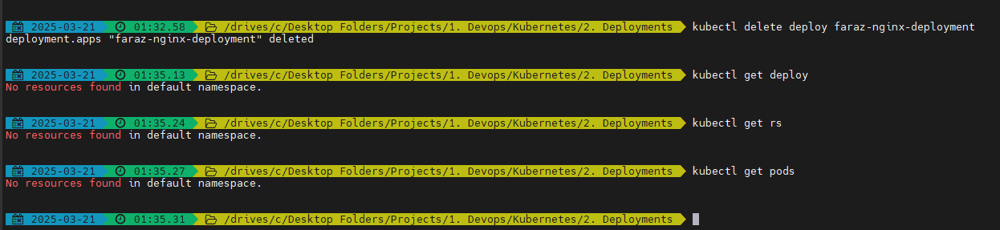 2025-03-21 01:32.58 /drives/c/Desktop Folders/Projects/1. Devops/Kubernetes/2. Deployments kubectl delete deploy faraz-nginx-deployment
deployment.apps "faraz-nginx-deployment" deleted
2025-03-21 01:35.13 /drives/c/Desktop Folders/Projects/1. Devops/Kubernetes/2. Deployments kubectl get deploy
No resources found in default namespace.
2025-03-21 01:35.24 /drives/c/Desktop Folders/Projects/1. Devops/Kubernetes/2. Deployments kubectl get rs
No resources found in default namespace.
2025-03-21 01:35.27 /drives/c/Desktop Folders/Projects/1. Devops/Kubernetes/2. Deployments kubectl get pods
No resources found in default namespace.
2025-03-21 01:35.31 /drives/c/Desktop Folders/Projects/1. Devops/Kubernetes/2. Deployments